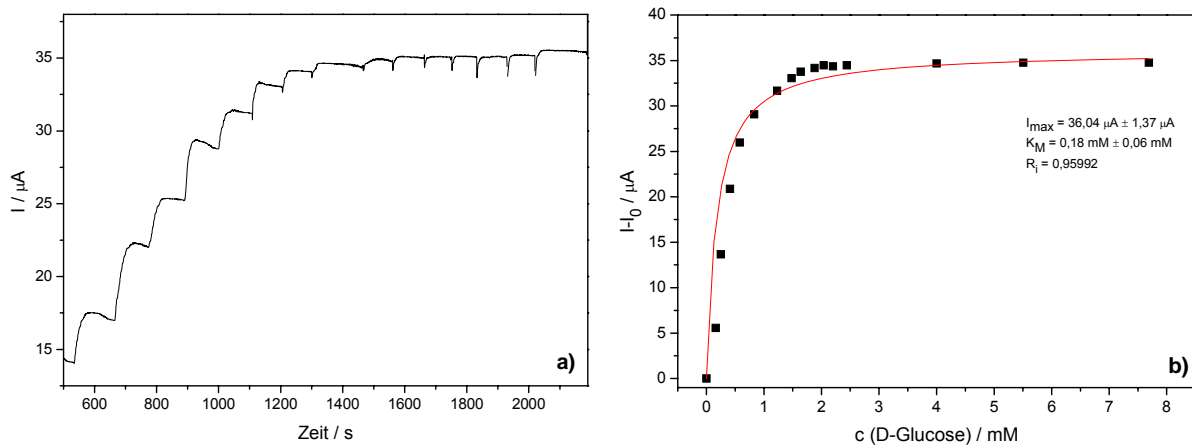 35
30
25
20
15
I / µA
600 800 1000 1200 1400 1600 1800 2000
Zeit / s
a)
40
35
30
25
20
15
10
5
0
I-I0 / µA
Imax = 36,04 µA ± 1,37 µA
KM = 0,18 mM ± 0,06 mM
Ri = 0,95992
0 1 2 3 4 5 6 7 8
c (D-Glucose) / mM
b)